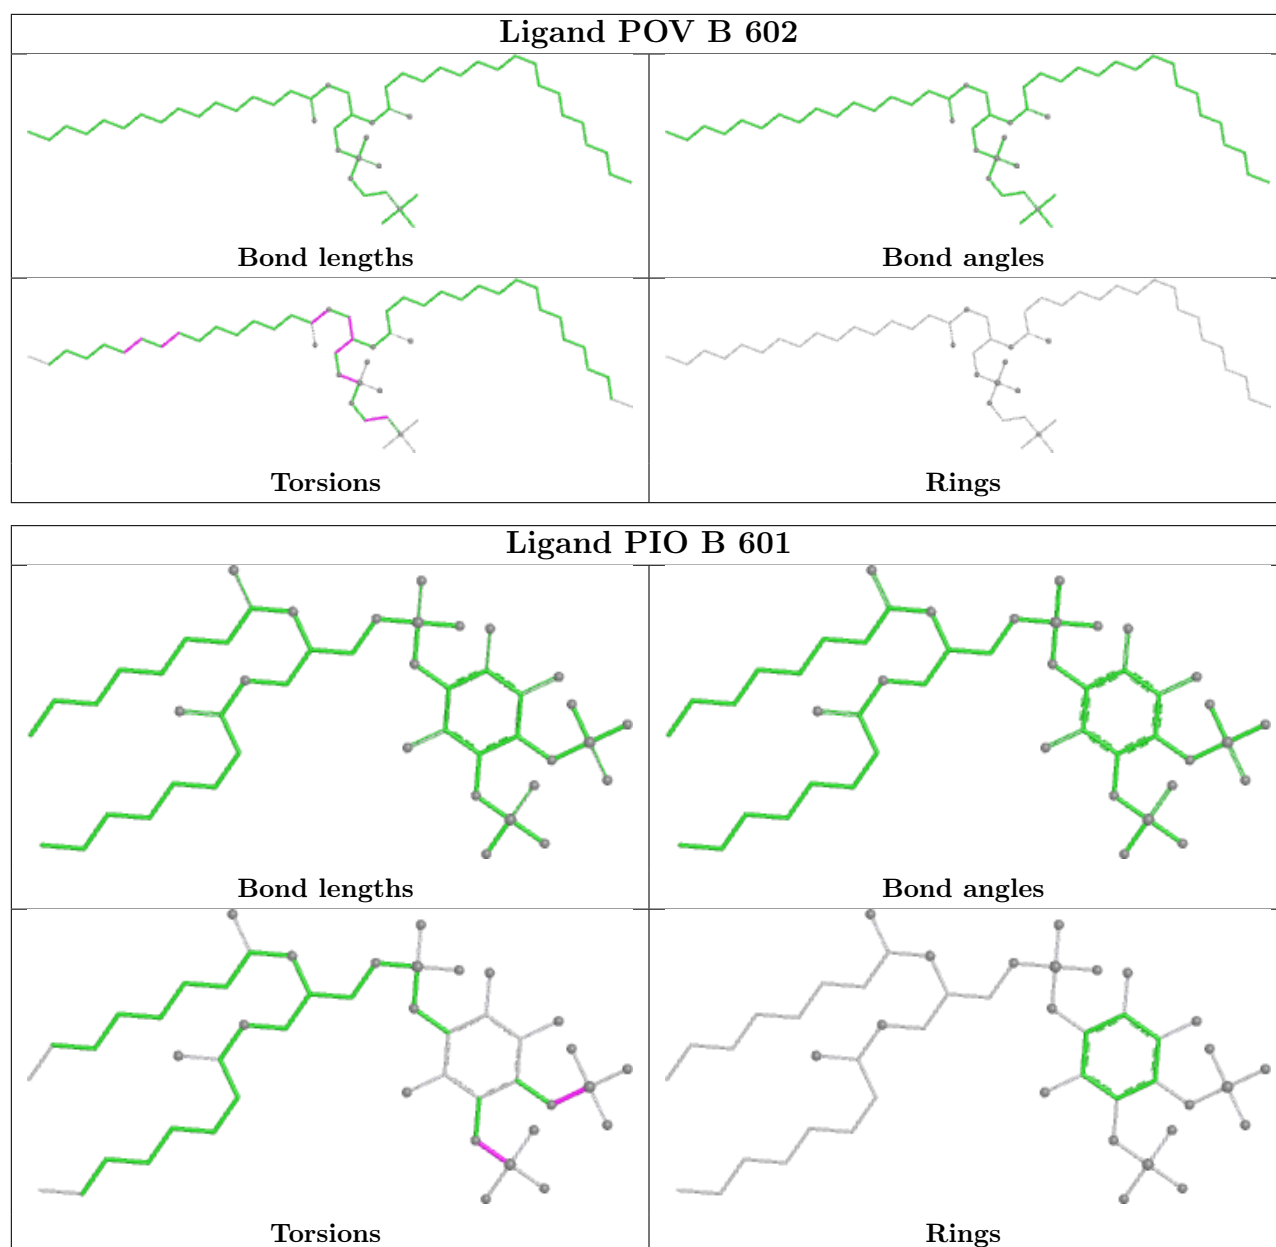 Ligand POV B 602
Bond lengths
Bond angles
Torsions
Rings
Ligand PIO B 601
Bond lengths
Bond angles
Torsions
Rings